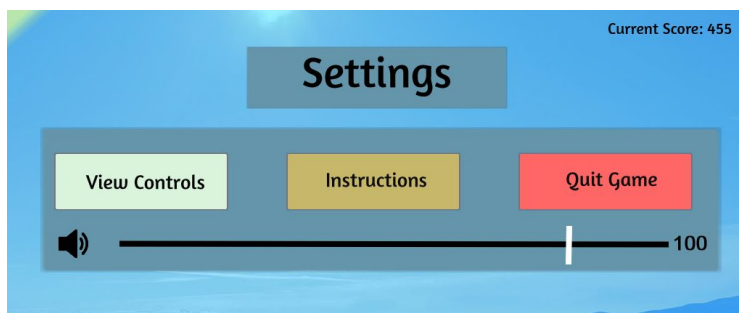 Current Score: 455
Settings
View Controls
Instructions
Quit Game
100